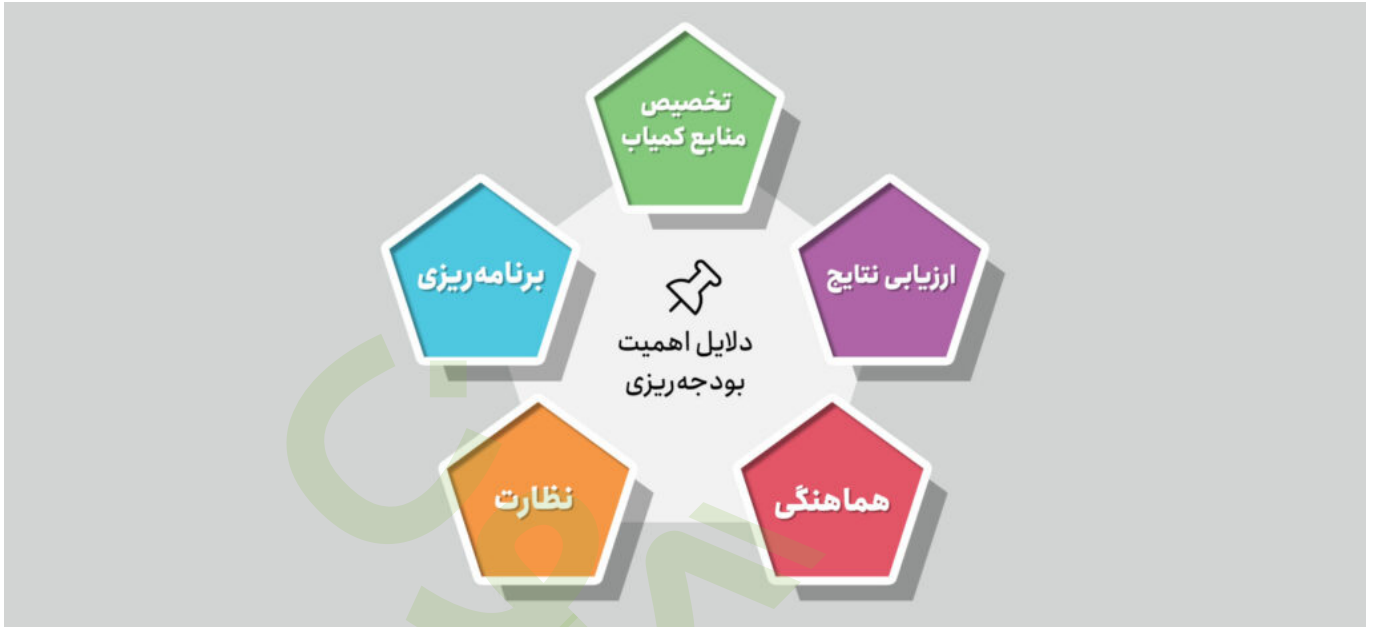 تخصیص
منابع کمیاب
ارزیابی نتایج
برنامه‌ریزی
دلایل اهمیت
بودجه‌ریزی
هماهنگی
نظارت